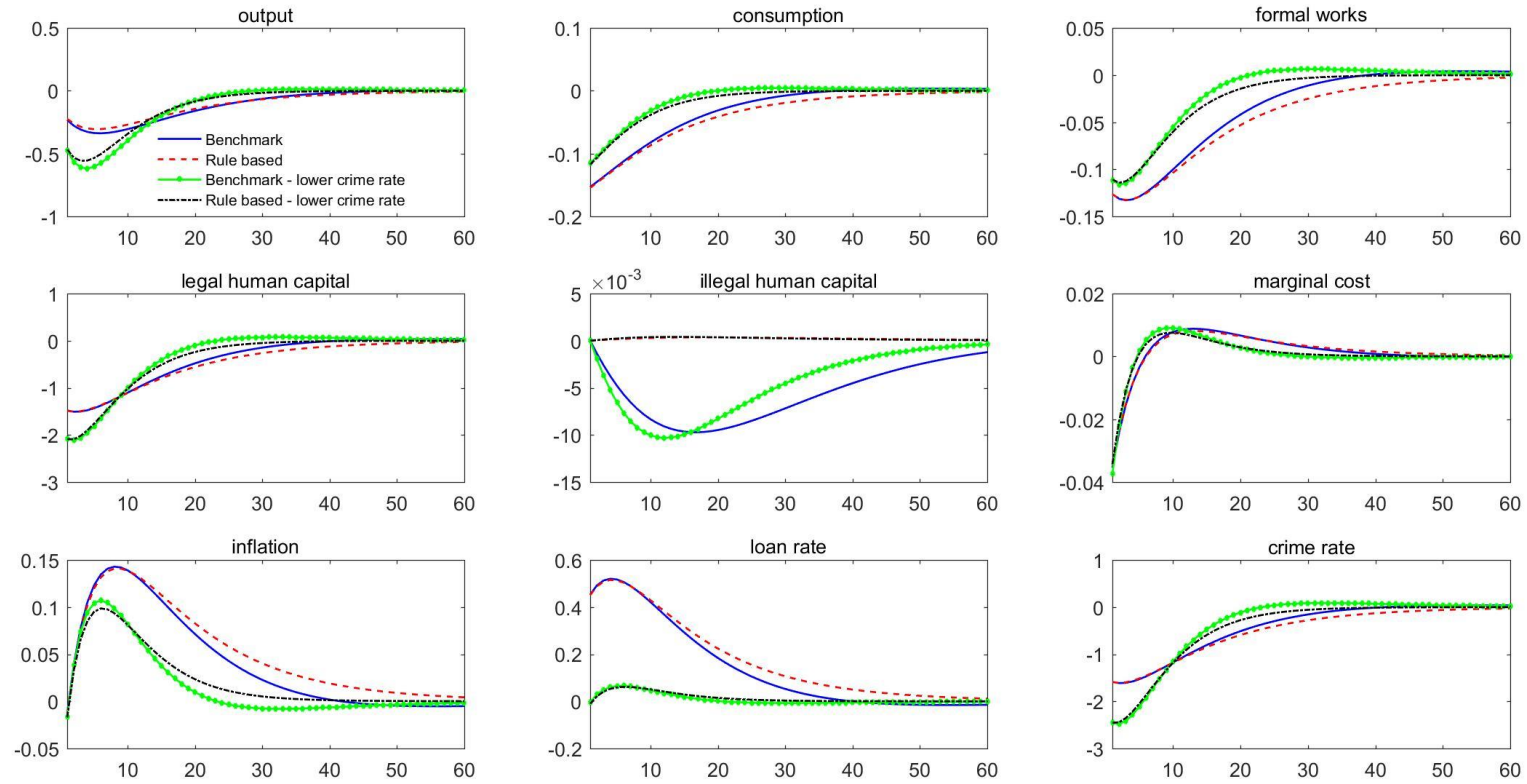 output
0.5
0
-0.5
-1
10 20 30 40 50 60
Benchmark
Rule based
Benchmark - lower crime rate
Rule based - lower crime rate
consumption
0.1
0
-0.1
-0.2
10 20 30 40 50 60
formal works
0.05
0
-0.05
-0.1
-0.15
10 20 30 40 50 60
legal human capital
1
0
-1
-2
-3
10 20 30 40 50 60
illegal human capital
×10-3
5
0
-5
-10
-15
10 20 30 40 50 60
marginal cost
0.02
0
-0.02
-0.04
10 20 30 40 50 60
inflation
0.15
0.1
0.05
0
-0.05
10 20 30 40 50 60
loan rate
0.6
0.4
0.2
0
-0.2
10 20 30 40 50 60
crime rate
1
0
-1
-2
-3
10 20 30 40 50 60